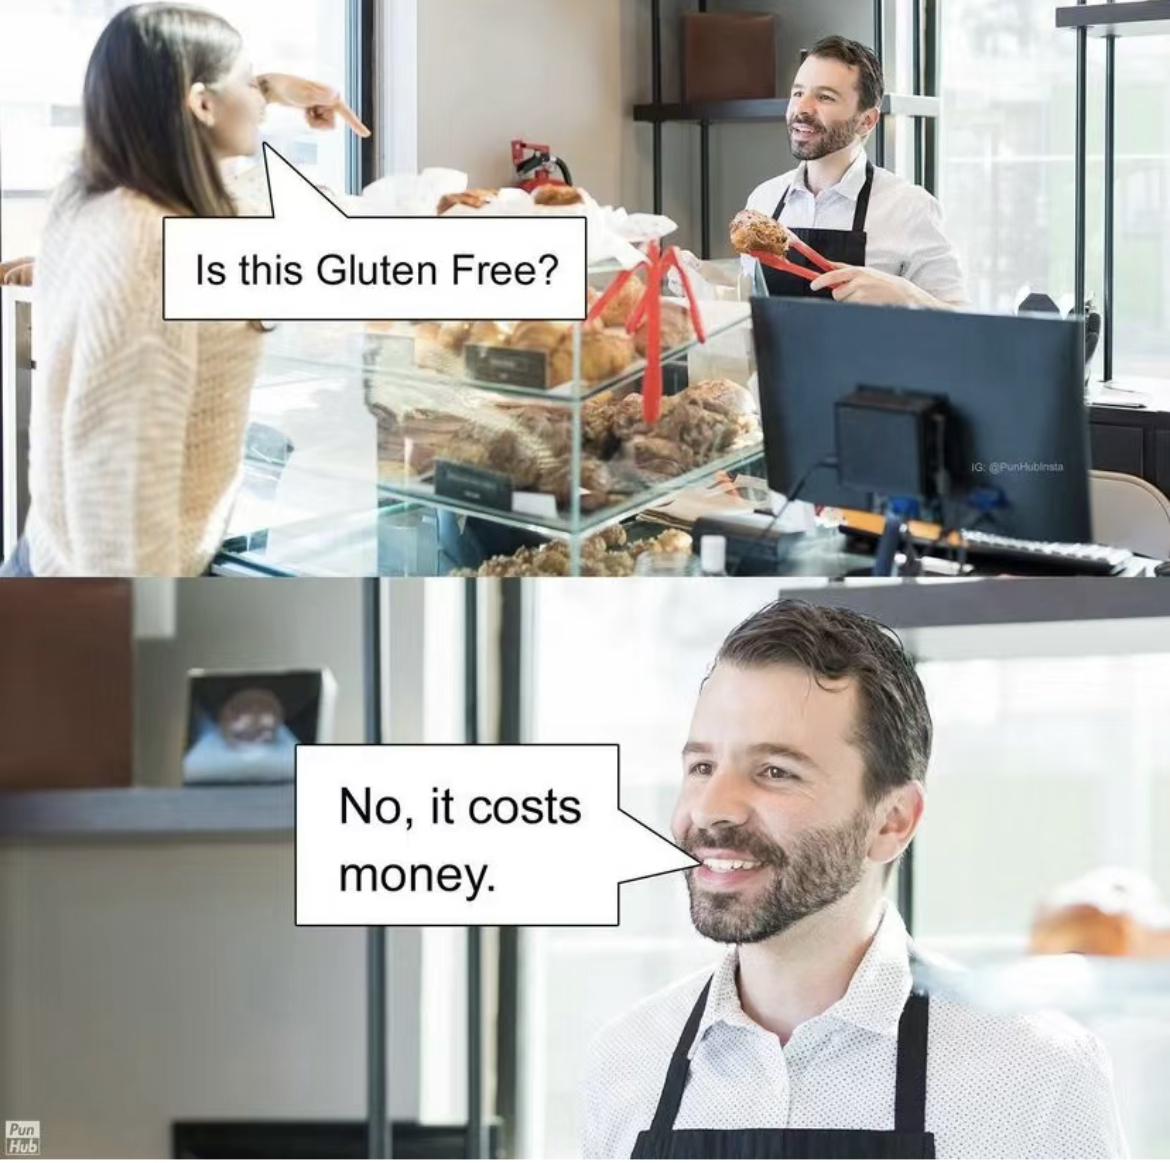 Is this Gluten Free?
IG: @PunHubInsta
No, it costs
money.
Pun
Hub